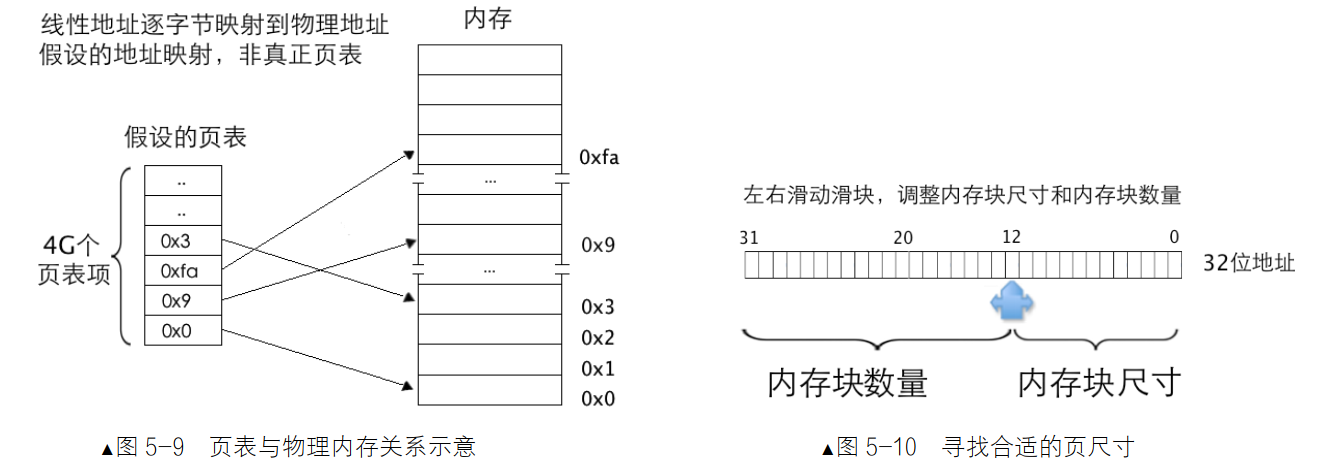 线性地址逐字节映射到物理地址
假设的地址映射，非真正页表
内存
假设的页表
..
..
0x3
0xfa
0x9
0x0
4G个
页表项
...
...
0xfa
0x9
0x3
0x2
0x1
0x0
▲图 5-9 页表与物理内存关系示意
左右滑动滑块，调整内存块尺寸和内存块数量
31 20 12 0
32位地址
内存块数量 内存块尺寸
▲图 5-10 寻找合适的页尺寸